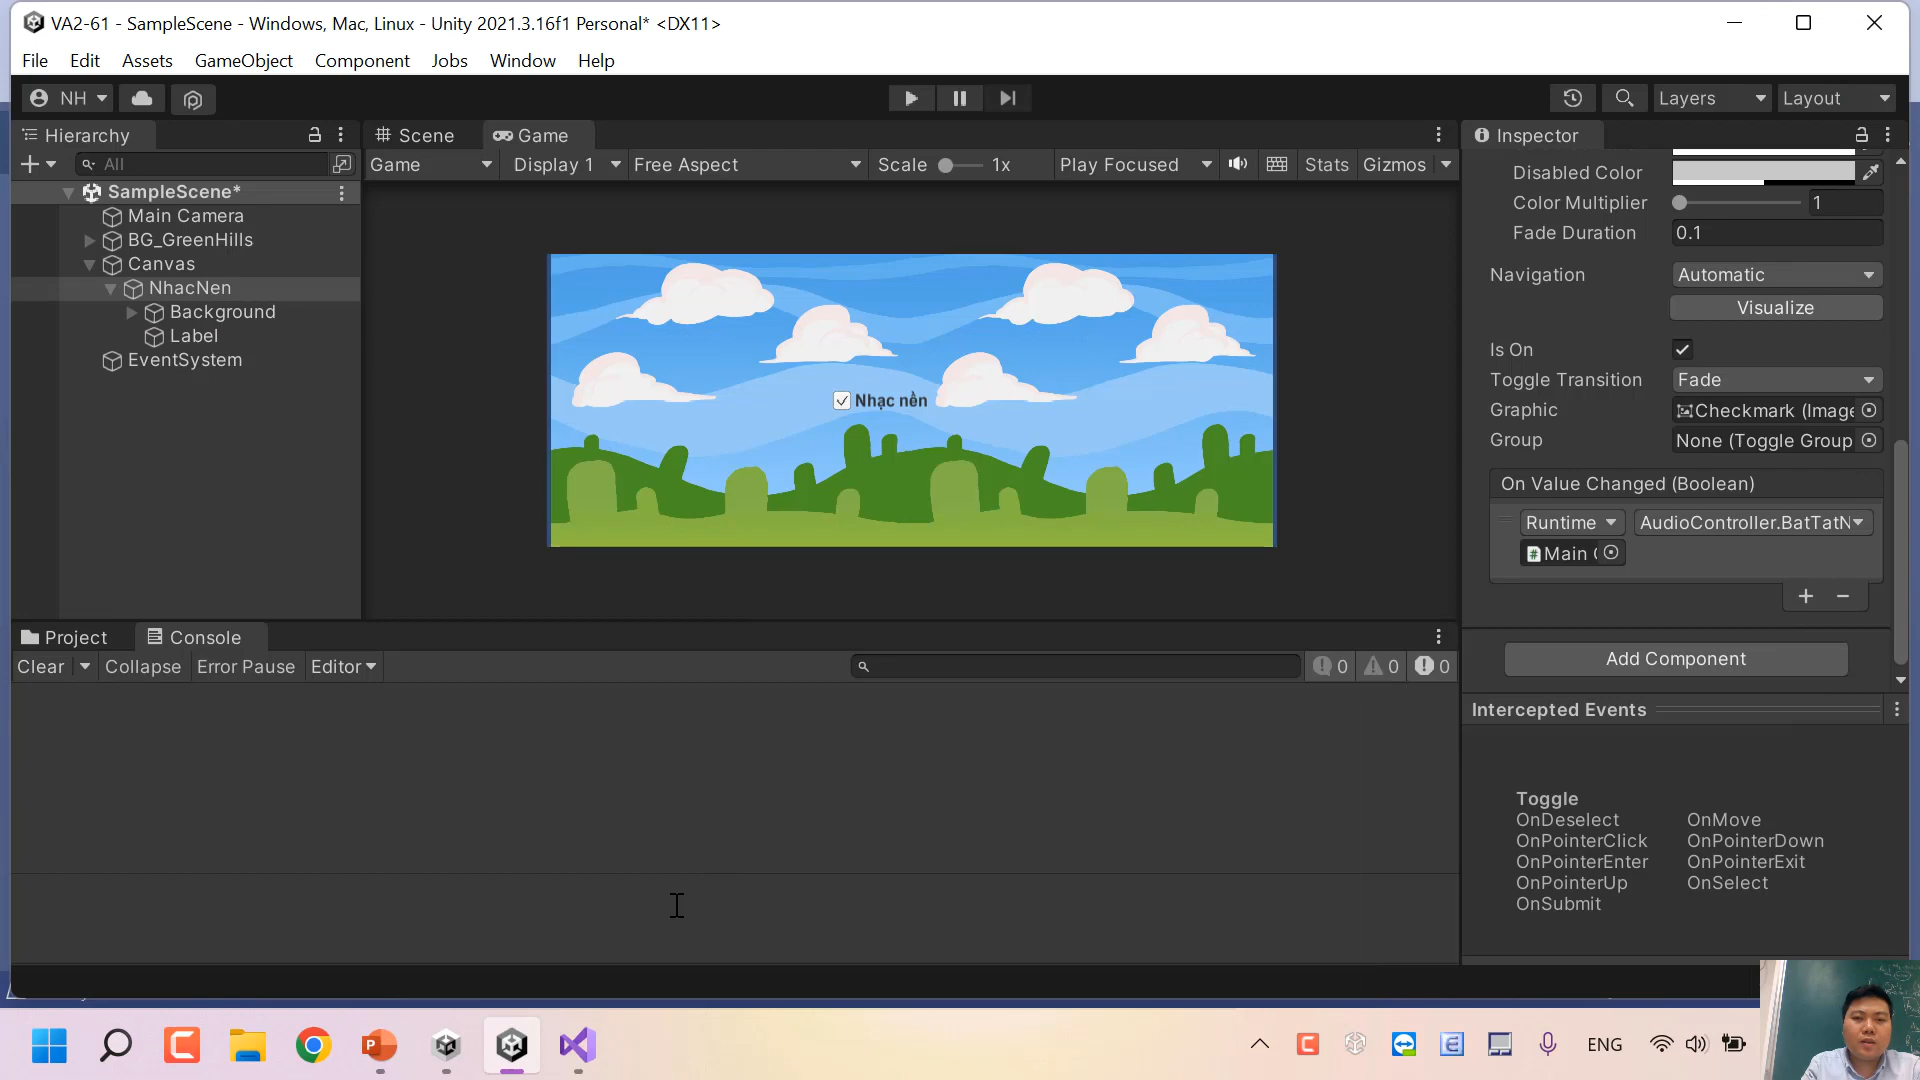 VA2-61 - SampleScene - Windows, Mac, Linux - Unity 2021.3.16f1 Personal* <DX11>
File Edit Assets GameObject Component Jobs Window Help
NH
Layers Layout
Hierarchy
All
SampleScene*
Main Camera
BG_GreenHills
Canvas
NhacNen
Background
Label
EventSystem
Scene Game
Game Display 1 Free Aspect Scale 1x Play Focused Stats Gizmos
Nhạc nền
Inspector
Disabled Color
Color Multiplier 1
Fade Duration 0.1
Navigation Automatic
Visualize
Is On
Toggle Transition Fade
Graphic Checkmark (Image
Group None (Toggle Group
On Value Changed (Boolean)
Runtime AudioController.BatTatN
Main
Add Component
Project Console
Clear Collapse Error Pause Editor
0 0 0
Intercepted Events
Toggle
OnDeselect OnMove
OnPointerClick OnPointerDown
OnPointerEnter OnPointerExit
OnPointerUp OnSelect
OnSubmit
ENG